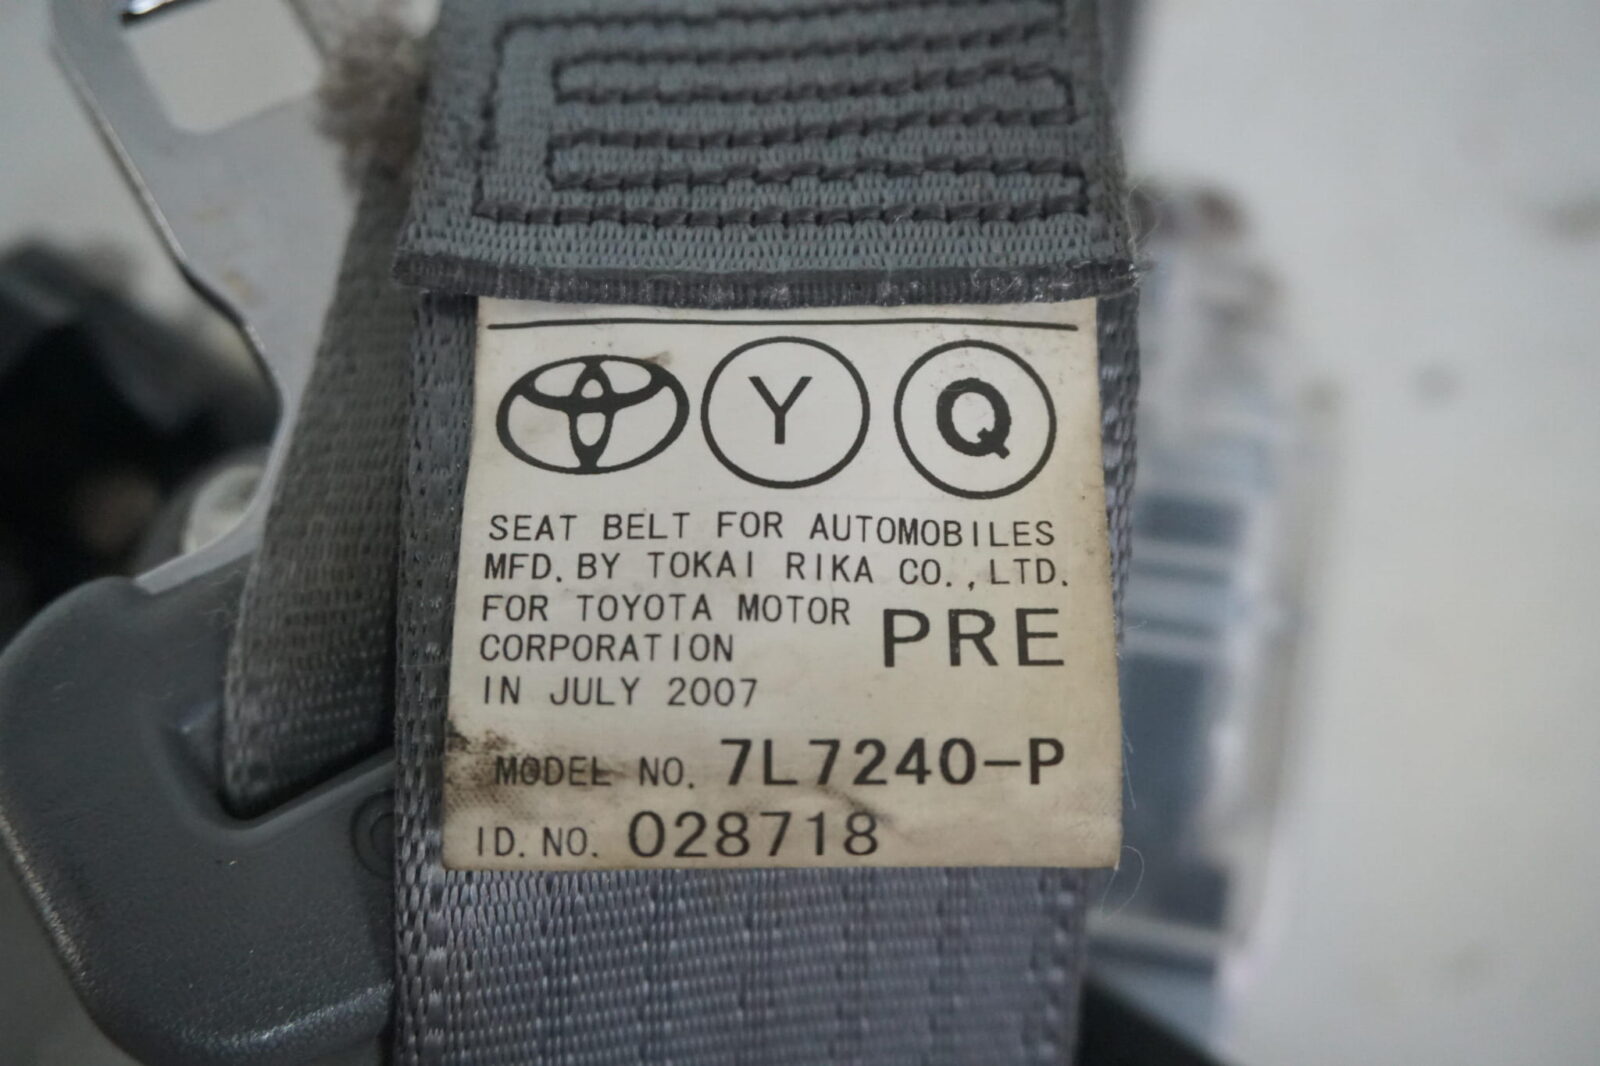 Y Q
SEAT BELT FOR AUTOMOBILES
MFD. BY TOKAI RIKA CO., LTD.
FOR TOYOTA MOTOR
CORPORATION PRE
IN JULY 2007
MODEL NO. 7L7240-P
ID. NO. 028718